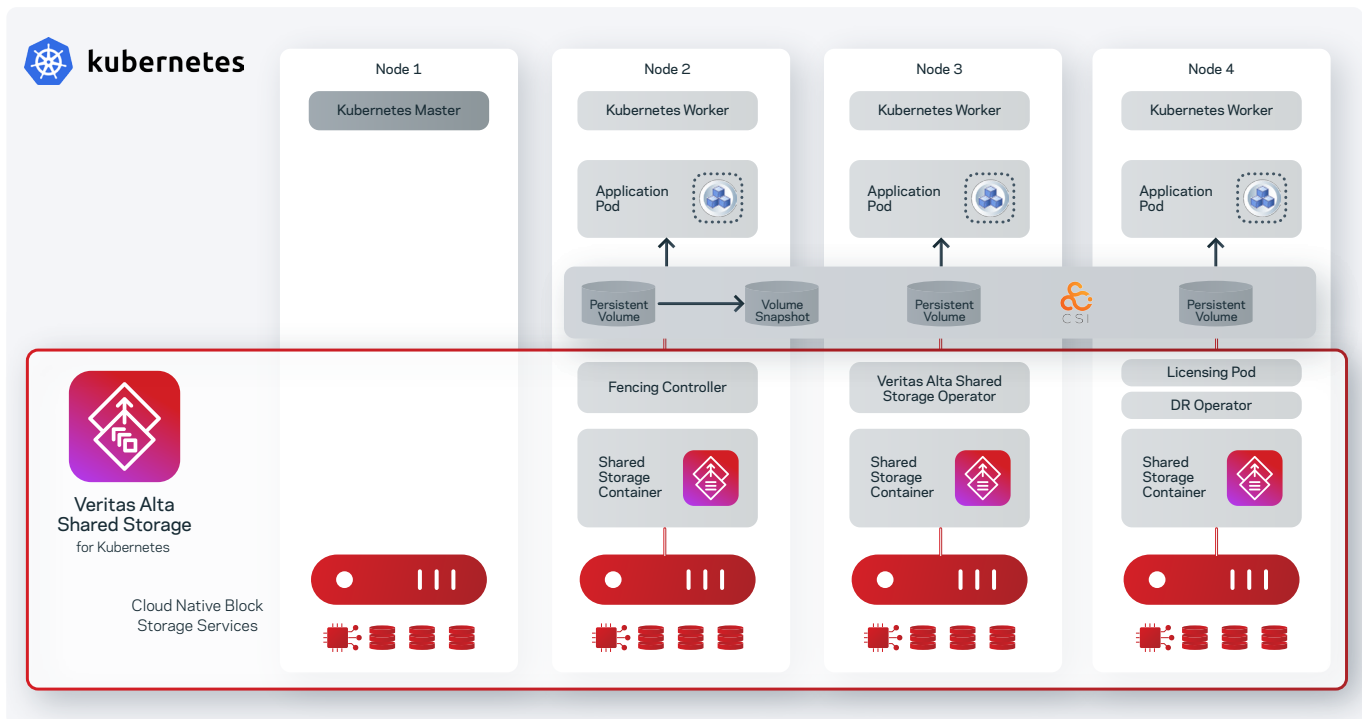 kubernetes
Node 1
Kubernetes Master
Node 2
Kubernetes Worker
Application
Pod
Node 3
Kubernetes Worker
Application
Pod
Node 4
Kubernetes Worker
Application
Pod
Persistent
Volume
Volume
Snapshot
Persistent
Volume
CSI
Persistent
Volume
Veritas Alta
Shared Storage
for Kubernetes
Cloud Native Block
Storage Services
Fencing Controller
Shared
Storage
Container
Veritas Alta Shared
Storage Operator
Shared
Storage
Container
Licensing Pod
DR Operator
Shared
Storage
Container